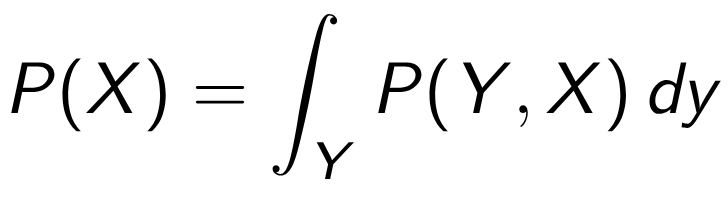 P(X) = ∫_Y P(Y, X) dy